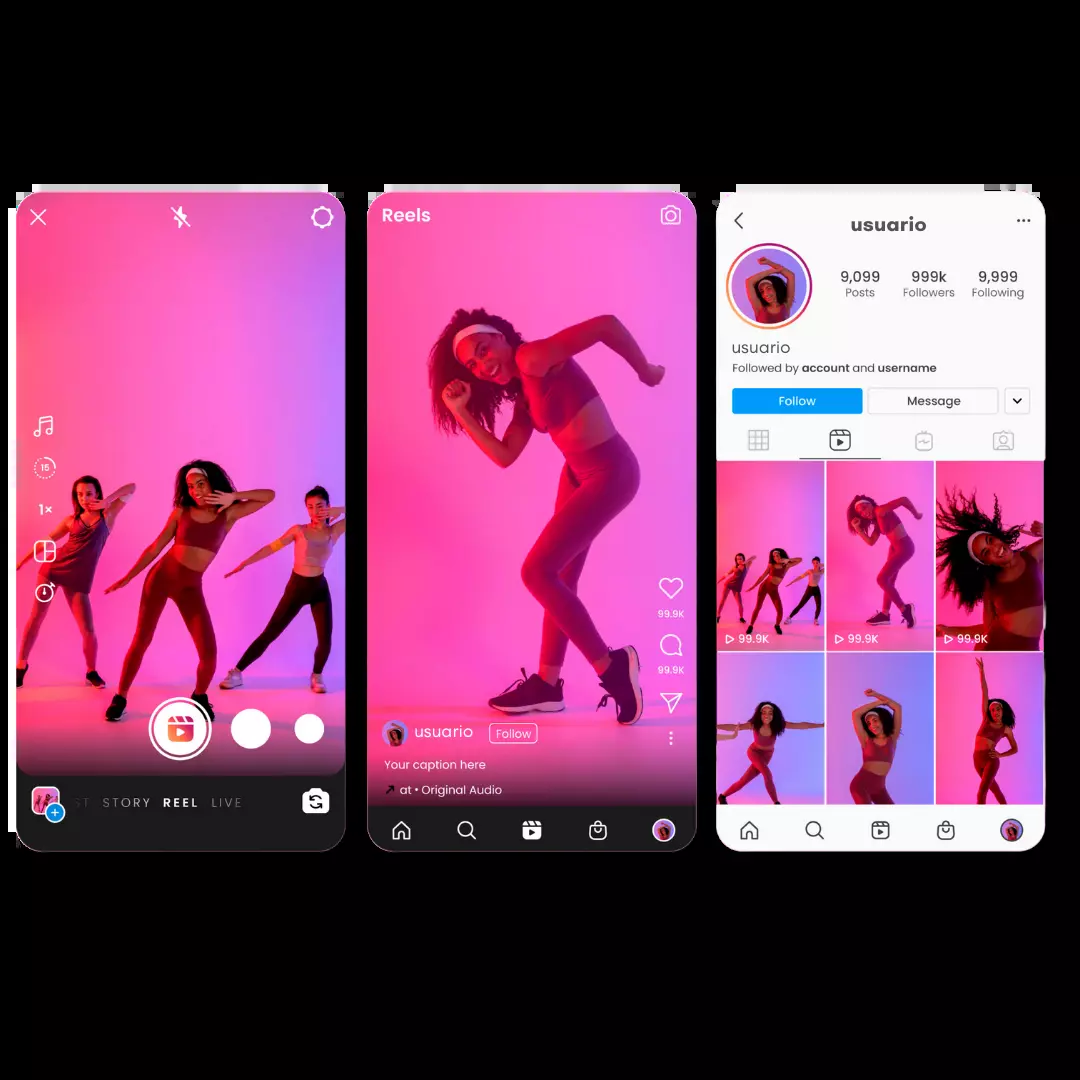 15
1×
ST STORY REEL LIVE
Reels
99.9K
99.9K
usuario Follow
Your caption here
at • Original Audio
usuario
9,099 999k 9,999
Posts Followers Following
usuario
Followed by account and username
Follow Message
99.9K 99.9K 99.9K